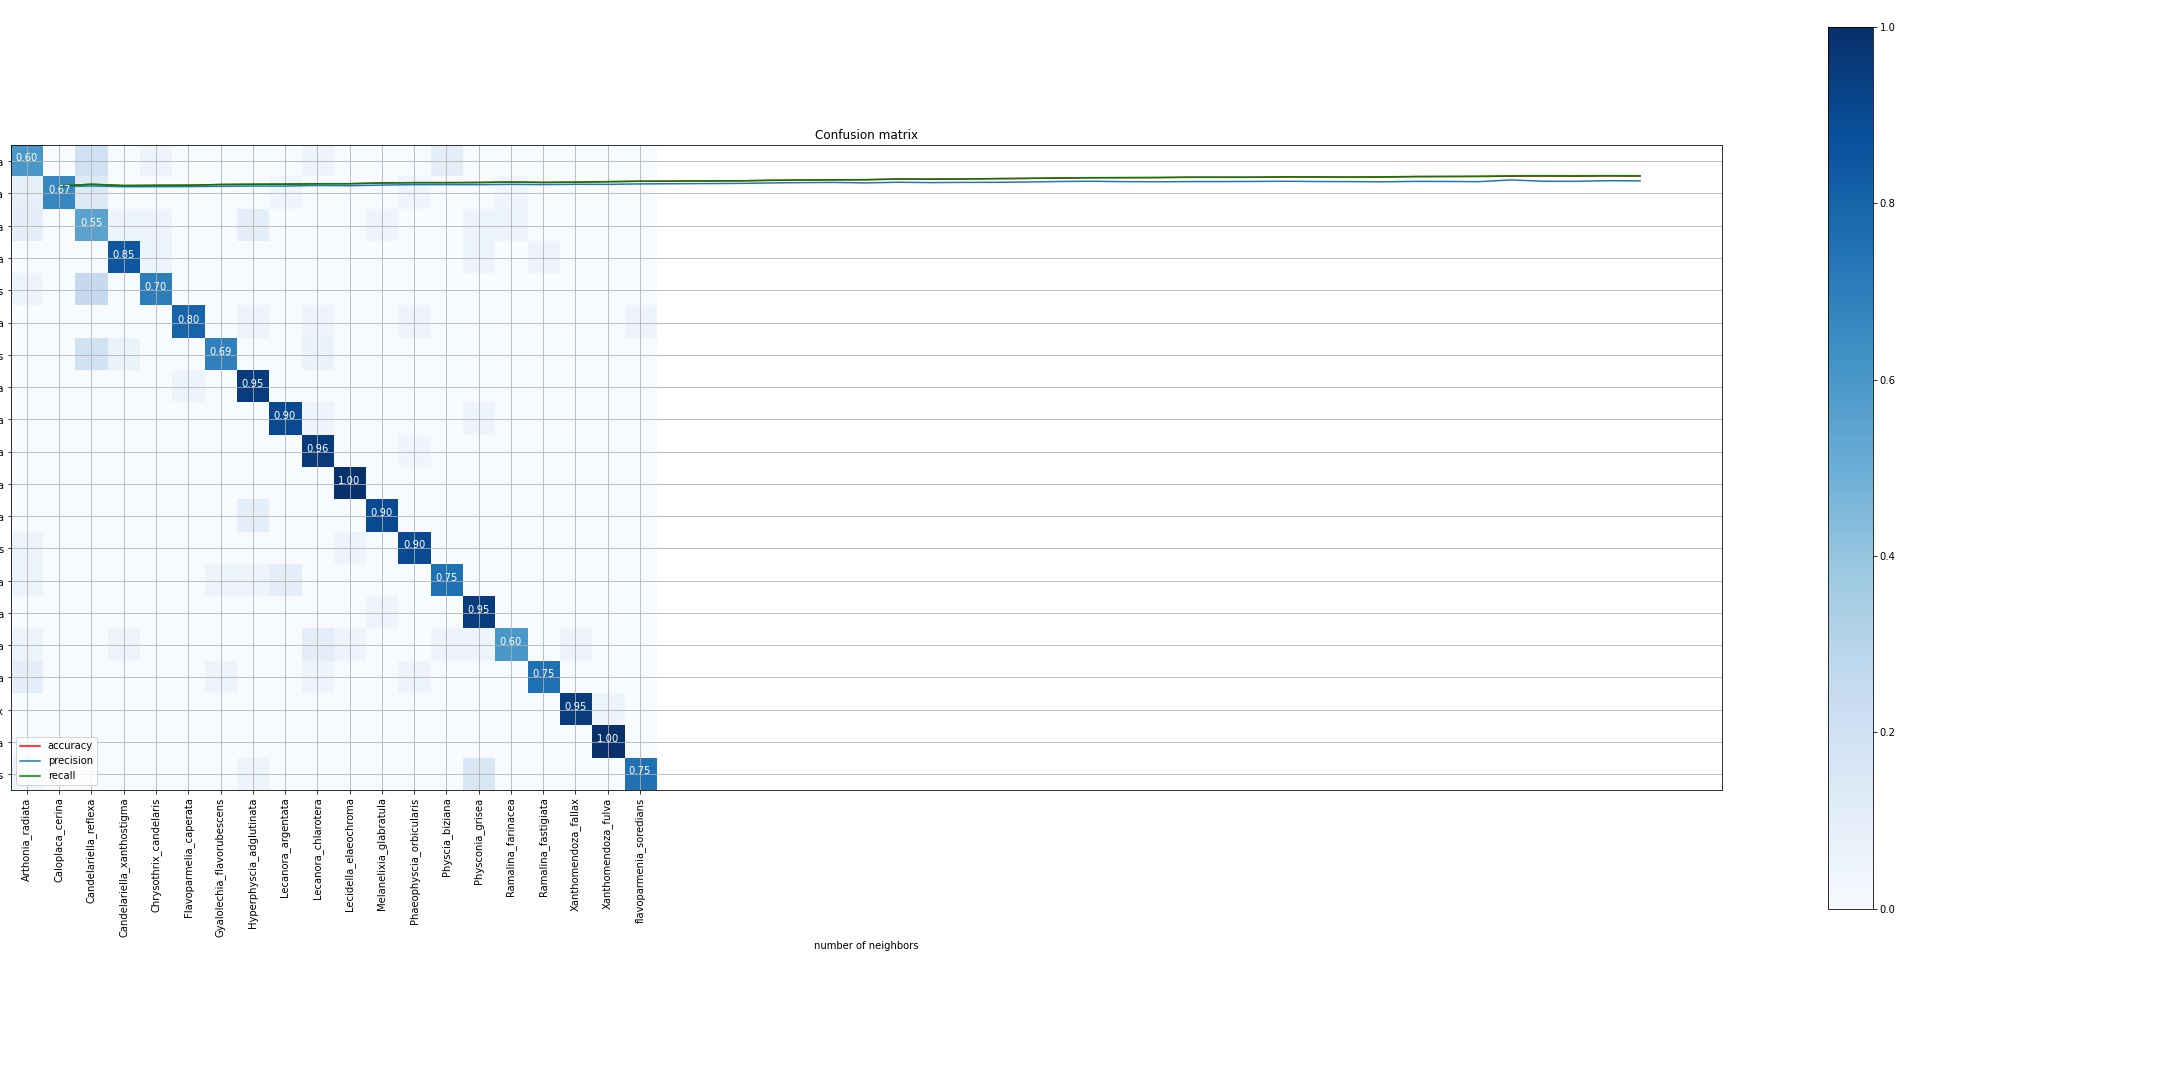 1.0
Confusion matrix
a
0.60
a
0.67
0.8
a
0.55
a
0.85
s
0.70
a
0.80
s
0.69
0.6
a
0.95
a
0.90
a
0.96
a
1.00
a
0.90
s
0.90
0.4
a
0.75
a
0.95
a
0.60
a
0.75
x
0.95
a
1.00
0.2
accuracy
precision
recall
s
0.75
Arthonia_radiata
Caloplaca_cerina
Candelariella_reflexa
Candelariella_xanthostigma
Chrysothrix_candelaris
Flavoparmelia_caperata
Gyalolechia_flavorubescens
Hyperphyscia_adglutinata
Lecanora_argentata
Lecanora_chlarotera
Lecidella_elaeochroma
Melanelixia_glabratula
Phaeophyscia_orbicularis
Physcia_biziana
Physconia_grisea
Ramalina_farinacea
Ramalina_fastigiata
Xanthomendoza_fallax
Xanthomendoza_fulva
flavoparmenia_soredians
0.0
number of neighbors